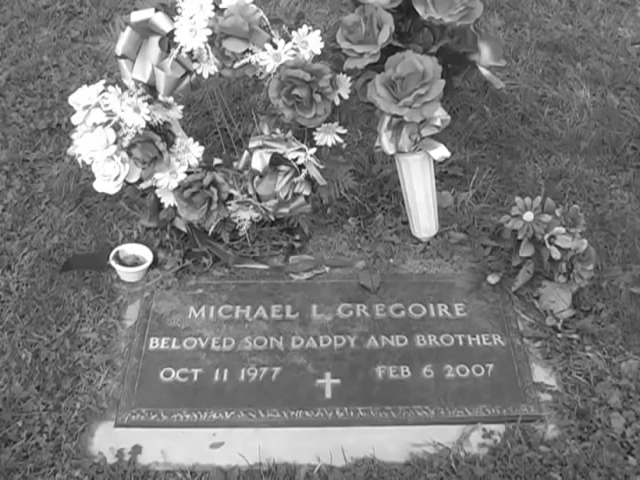 MICHAEL L GREGOIRE
BELOVED SON DADDY AND BROTHER
OCT 11 1977 FEB 6 2007